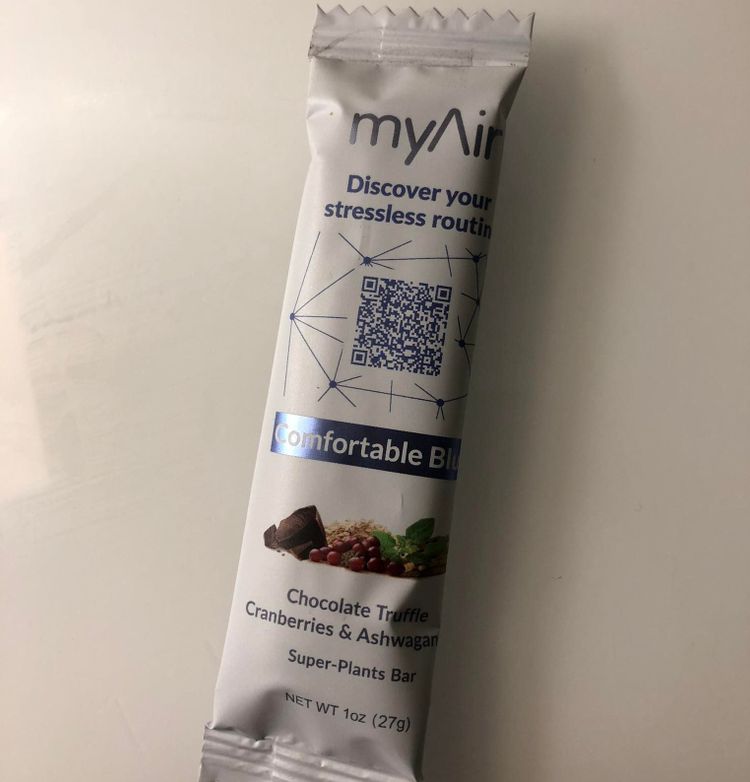 myAir
Discover your
stressless routin
Comfortable Blu
Chocolate Truffle
Cranberries & Ashwagan
Super-Plants Bar
NET WT 1oz (27g)